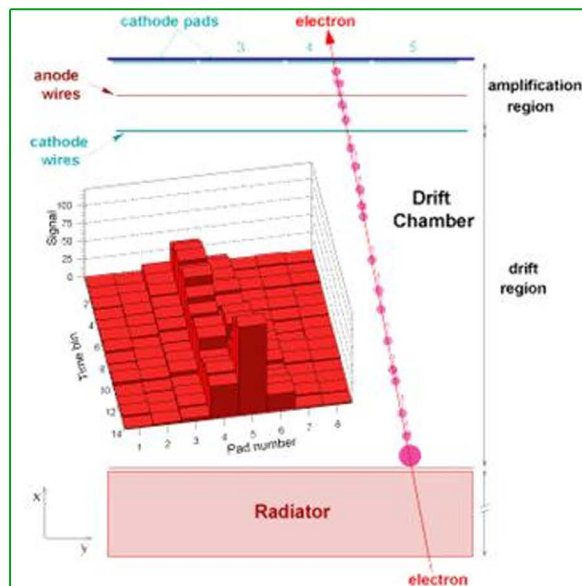 cathode pads
electron
3
4
5
anode
wires
amplification
region
cathode
wires
Drift
Chamber
drift
region
Signal
100
75
50
25
0
2
4
6
8
10
12
14
Time bin
1
2
3
4
5
6
7
8
Pad number
Radiator
x
y
electron